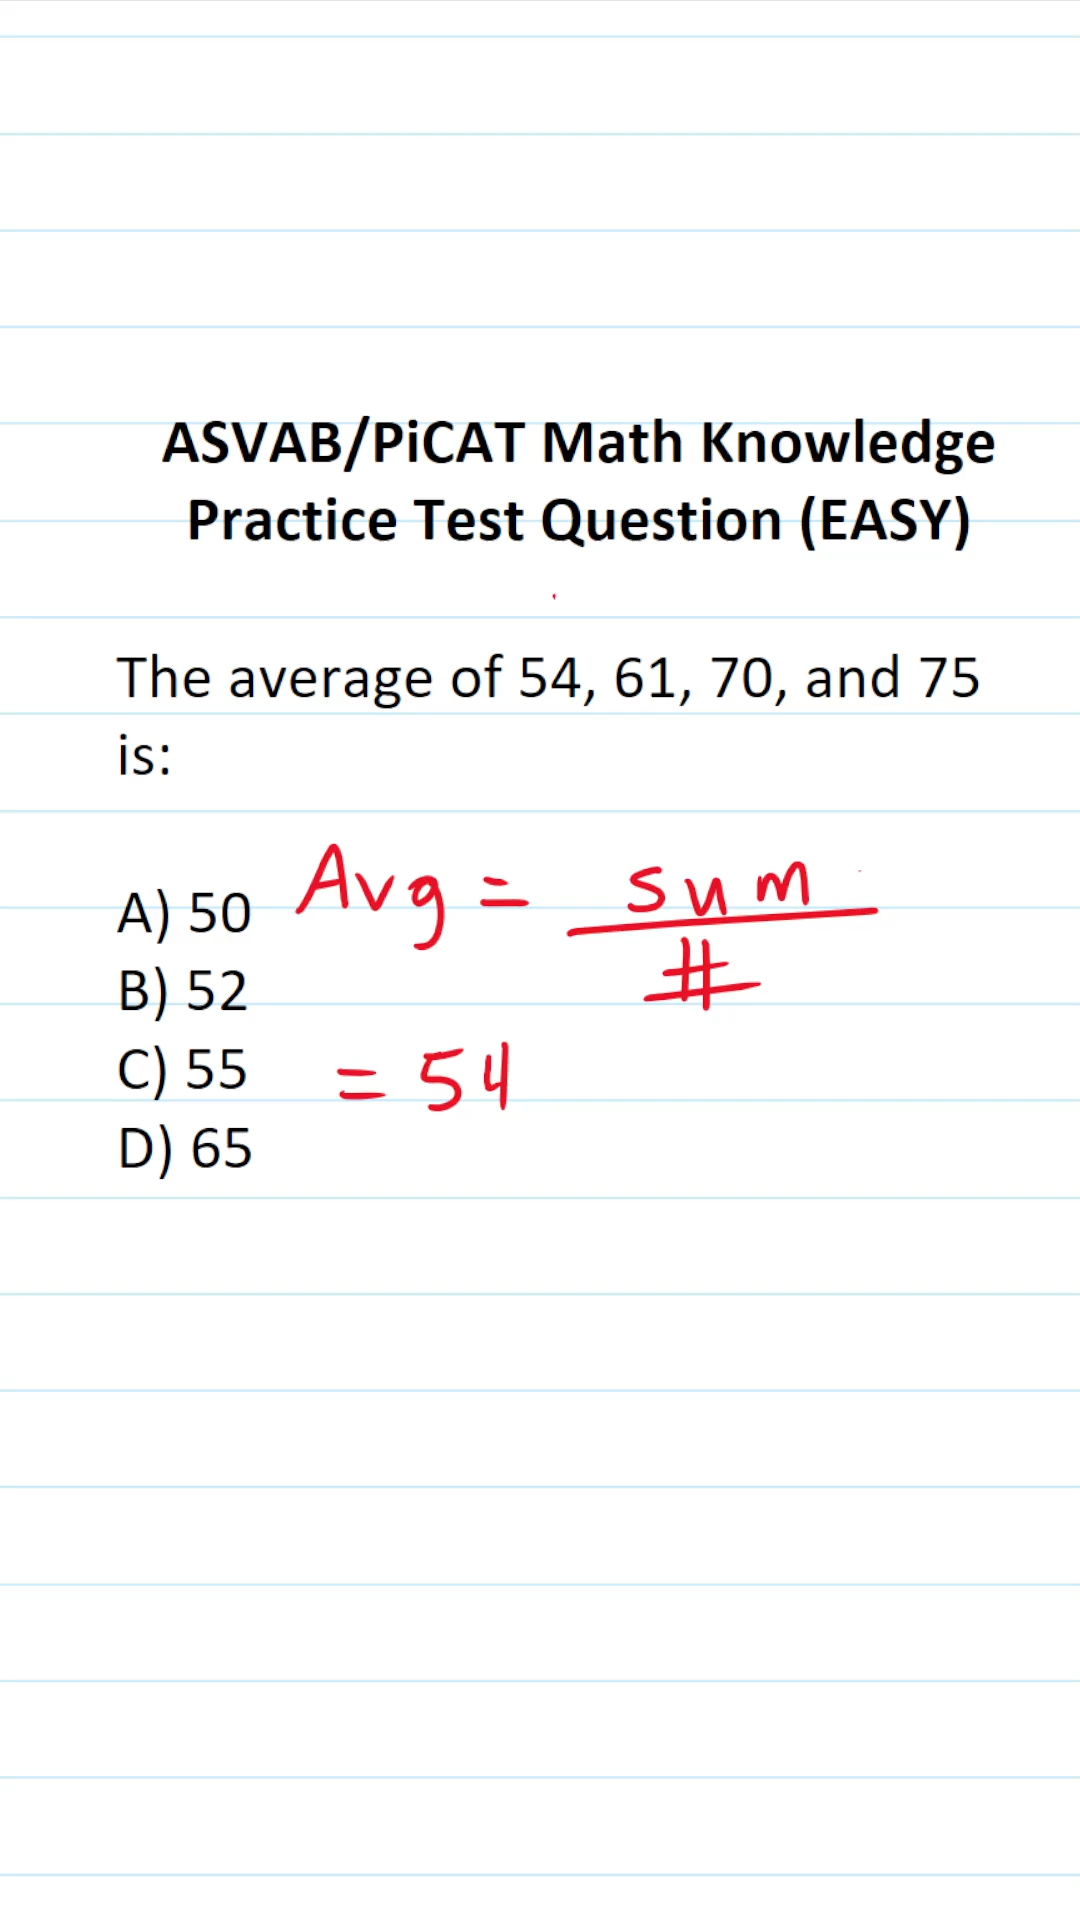 ASVAB/PiCAT Math Knowledge
Practice Test Question (EASY)
The average of 54, 61, 70, and 75
is:
A) 50
B) 52
C) 55
D) 65
Avg = sum
#
= 54